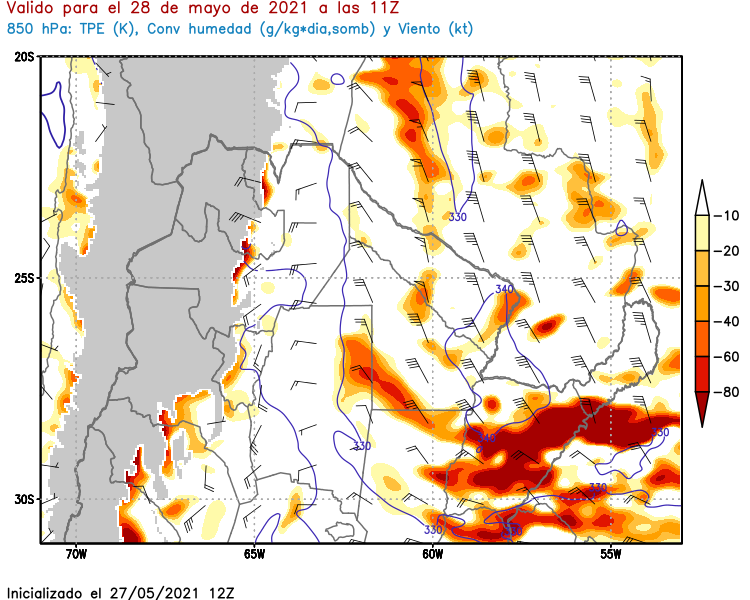 Valido para el 28 de mayo de 2021 a las 11Z
850 hPa: TPE (K), Conv humedad (g/kg*dia,somb) y Viento (kt)
20S
25S
30S
70W
65W
60W
55W
330
340
330
340
330
330
330
330
-10
-20
-30
-40
-60
-80
Inicializado el 27/05/2021 12Z